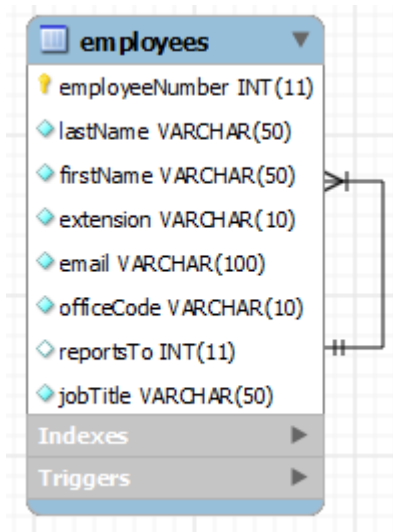 employees
employeeNumber INT(11)
lastName VARCHAR(50)
firstName VARCHAR(50)
extension VARCHAR(10)
email VARCHAR(100)
officeCode VARCHAR(10)
reportsTo INT(11)
jobTitle VARCHAR(50)
Indexes
Triggers